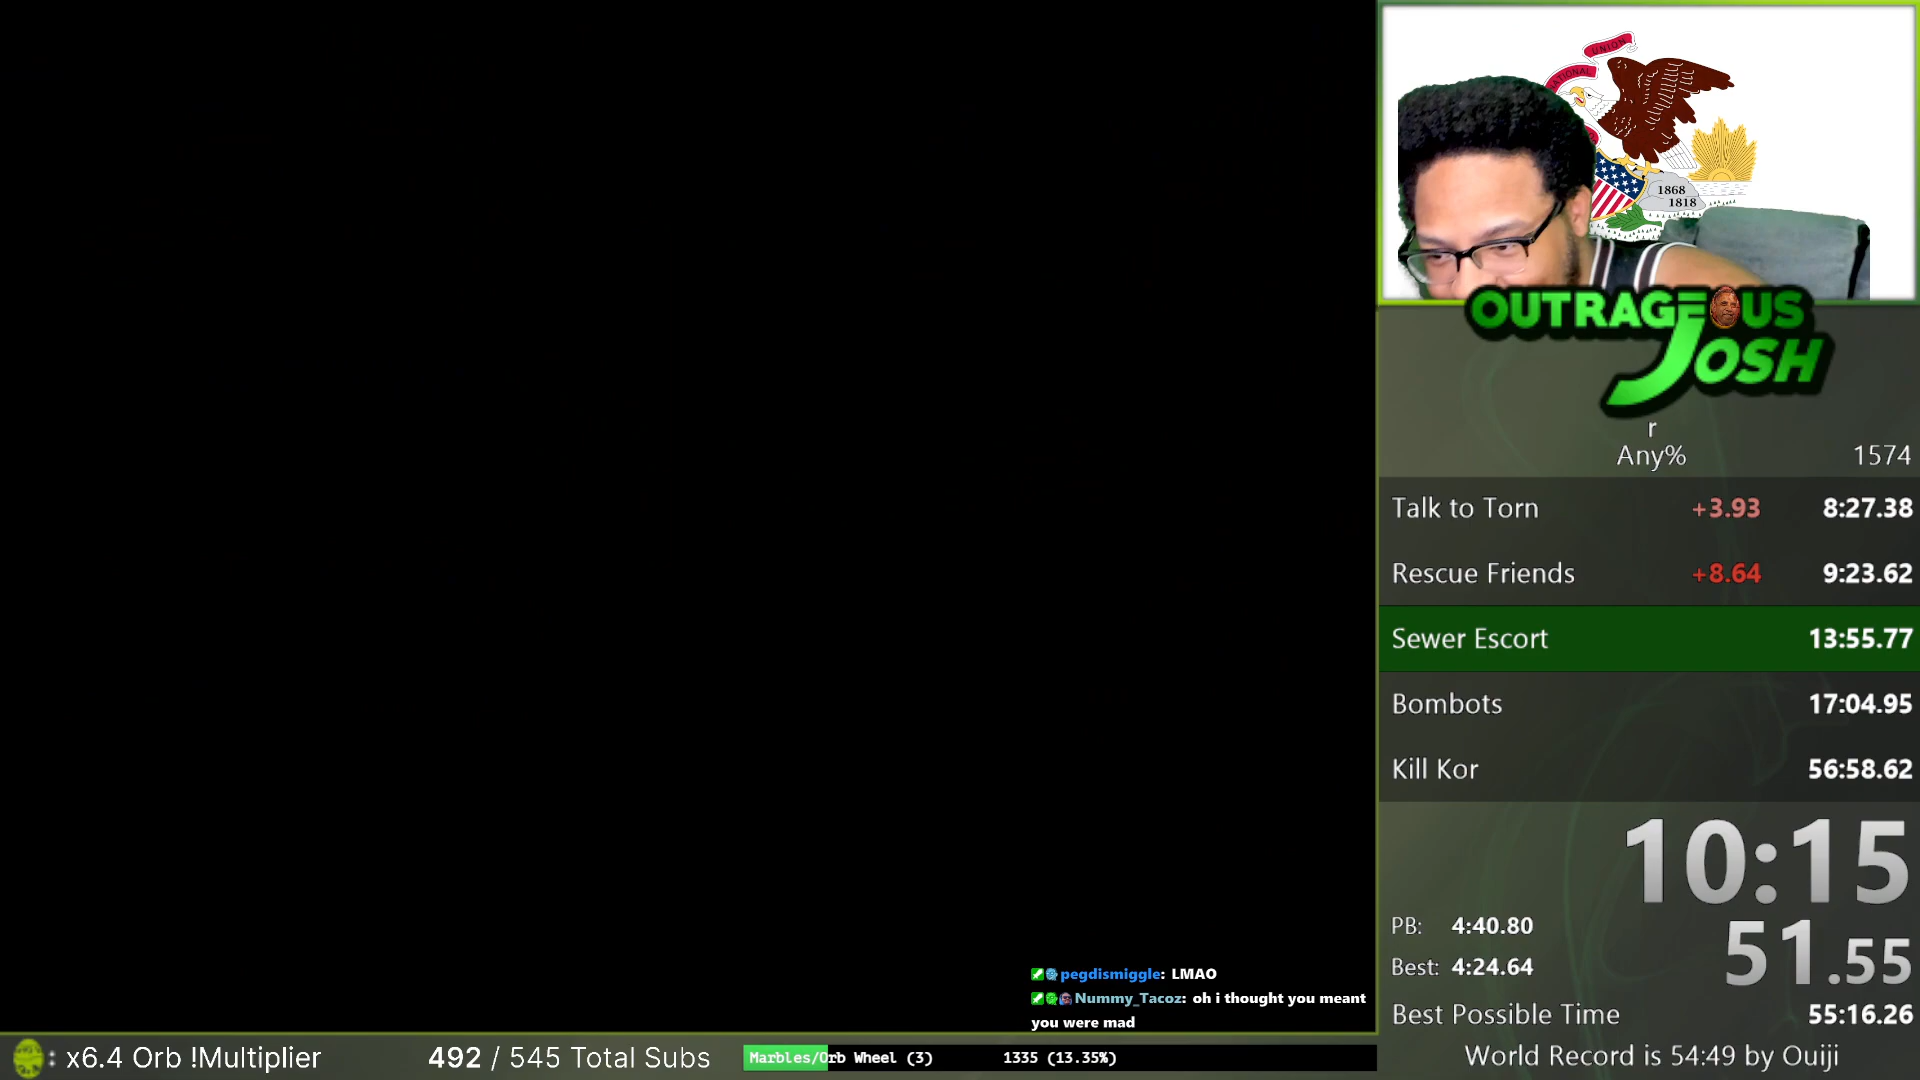 UNION
NATIONAL
1868
1818
OUTRAGEOUS
JOSH
r
Any% 1574
Talk to Torn +3.93 8:27.38
Rescue Friends +8.64 9:23.62
Sewer Escort 13:55.77
Bombots 17:04.95
Kill Kor 56:58.62
10:15
51.55
PB: 4:40.80
Best: 4:24.64
Best Possible Time 55:16.26
World Record is 54:49 by Ouiji
pegdismiggle: LMAO
Nummy_Tacoz: oh i thought you meant
you were mad
: x6.4 Orb !Multiplier 492 / 545 Total Subs Marbles/Orb Wheel (3) 1335 (13.35%)